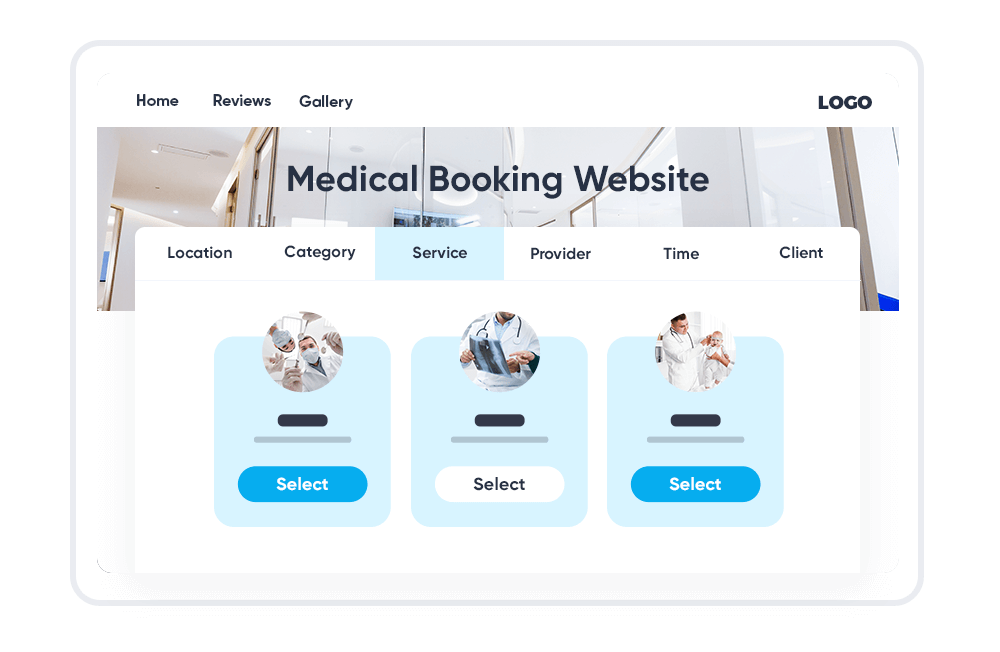 Home Reviews Gallery LOGO
Medical Booking Website
Location Category Service Provider Time Client
Select Select Select